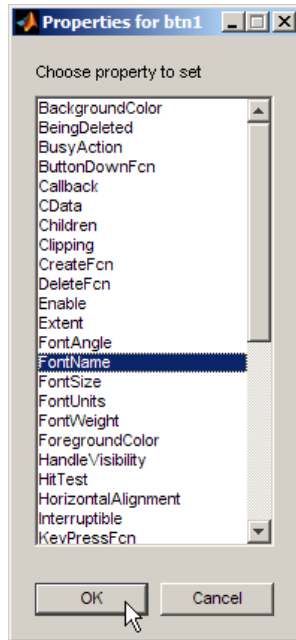 Properties for btn1
Choose property to set
BackgroundColor
BeingDeleted
BusyAction
ButtonDownFcn
Callback
CData
Children
Clipping
CreateFcn
DeleteFcn
Enable
Extent
FontAngle
FontName
FontSize
FontUnits
FontWeight
ForegroundColor
HandleVisibility
HitTest
HorizontalAlignment
Interruptible
KeyPressFcn
OK Cancel